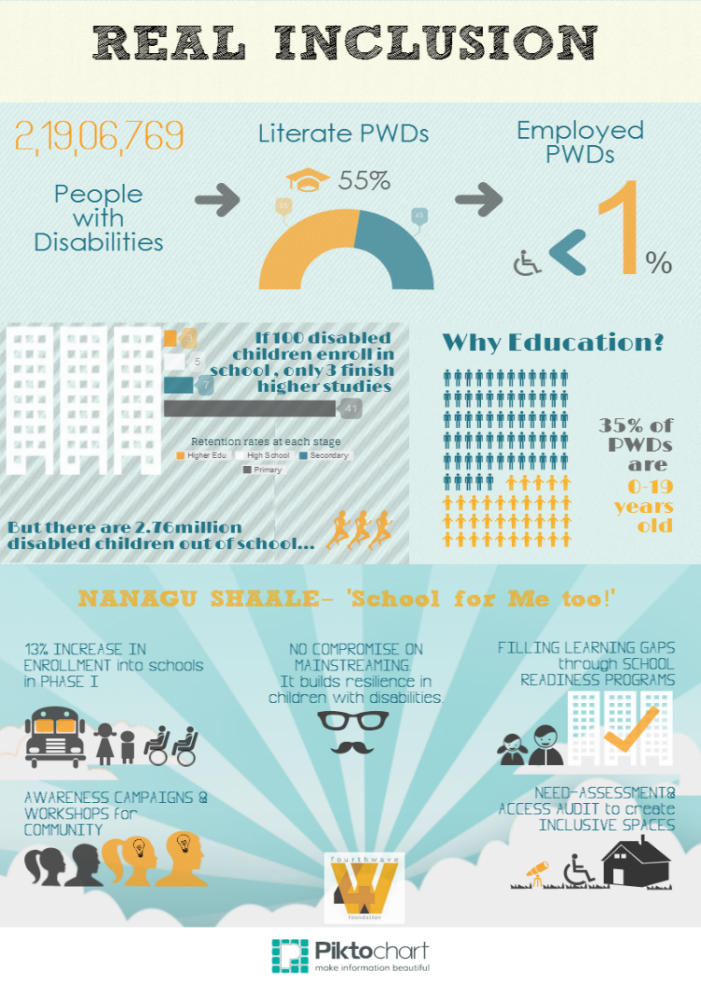 REAL INCLUSION
2,19,06,769
People
with
Disabilities
Literate PWDs
55%
55
45
Employed
PWDs
< 1 %
3
5
7
41
If 100 disabled
children enroll in
school , only 3 finish
higher studies
Retention rates at each stage
Higher Edu High School Secondary
Primary
But there are 2.76million
disabled children out of school...
Why Education?
35% of
PWDs
are
0-19
years
old
NANAGU SHAALE- 'School for Me too!'
13% INCREASE IN
ENROLLMENT into schools
in PHASE I
NO COMPROMISE ON
MAINSTREAMING.
It builds resilience in
children with disabilities.
FILLING LEARNING GAPS
through SCHOOL
READINESS PROGRAMS
AWARENESS CAMPAIGNS &
WORKSHOPS for
COMMUNITY
NEED-ASSESSMENT&
ACCESS AUDIT to create
INCLUSIVE SPACES
fourthwave
4W
foundation
Piktochart
make information beautiful